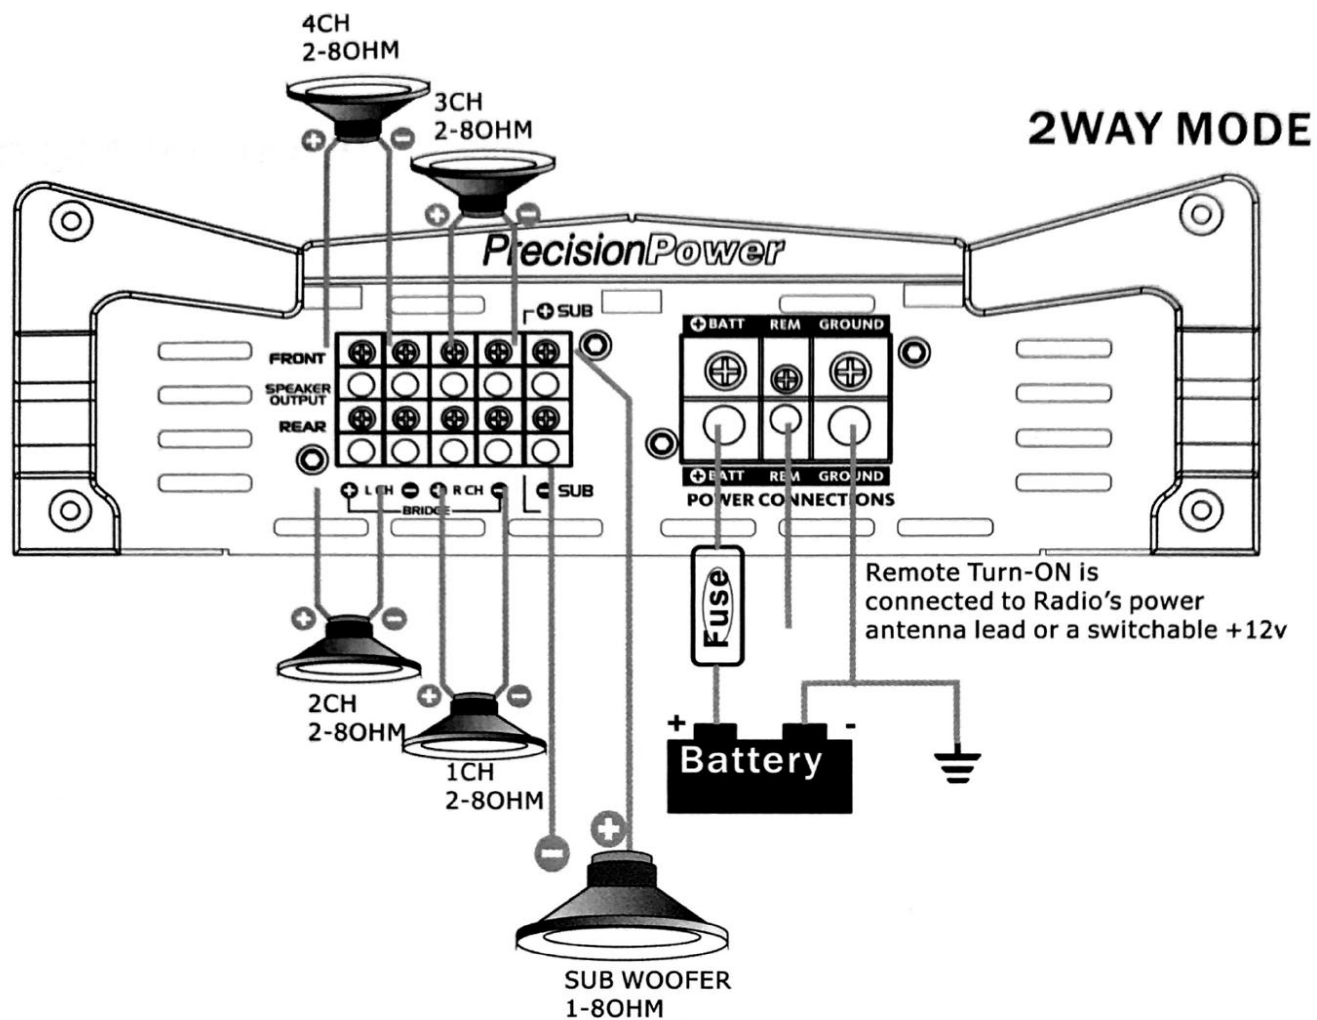 4CH
2-8OHM
3CH
2-8OHM
2WAY MODE
PrecisionPower
+ SUB
FRONT
SPEAKER
OUTPUT
REAR
+ L CH - + R CH -
BRIDGE
- SUB
+ BATT REM GROUND
+ BATT REM GROUND
POWER CONNECTIONS
Fuse
Remote Turn-ON is
connected to Radio's power
antenna lead or a switchable +12v
+ -
Battery
2CH
2-8OHM
1CH
2-8OHM
SUB WOOFER
1-8OHM